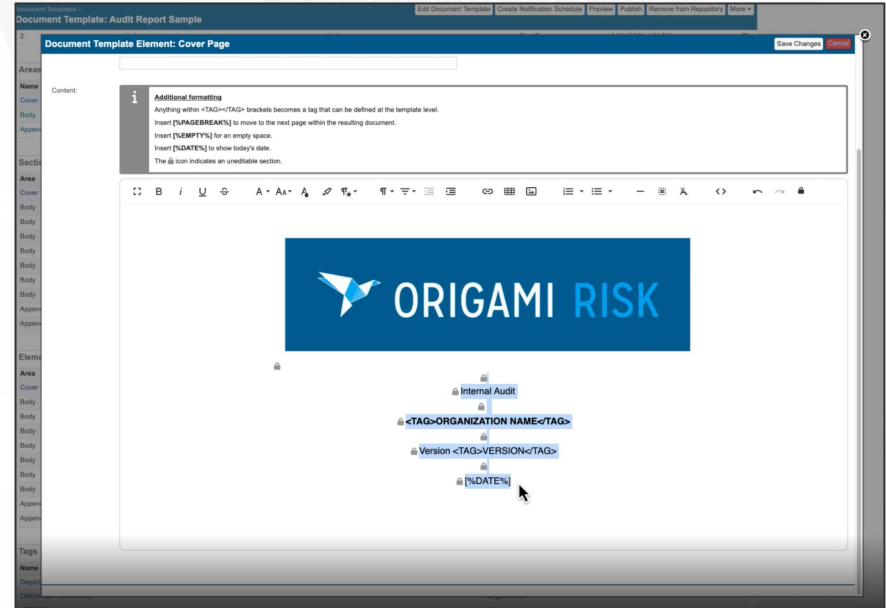 Document Templates >
Document Template: Audit Report Sample
Edit Document Template Create Notification Schedule Preview Publish Remove from Repository More
2
Document Template Element: Cover Page
Save Changes Cancel
Areas
Name
Cover
Body
Appen
Content:
i
Additional formatting
Anything within <TAG></TAG> brackets becomes a tag that can be defined at the template level.
Insert [%PAGEBREAK%] to move to the next page within the resulting document.
Insert [%EMPTY%] for an empty space.
Insert [%DATE%] to show today's date.
The icon indicates an uneditable section.
Sectio
Area
Cover
Body
Body
Body
Body
Body
Body
Body
Appen
Appen
ORIGAMI RISK
Internal Audit
<TAG>ORGANIZATION NAME</TAG>
Version <TAG>VERSION</TAG>
[%DATE%]
Eleme
Area
Cover
Body
Body
Body
Body
Body
Body
Body
Appen
Appen
Tags
Name
Depart